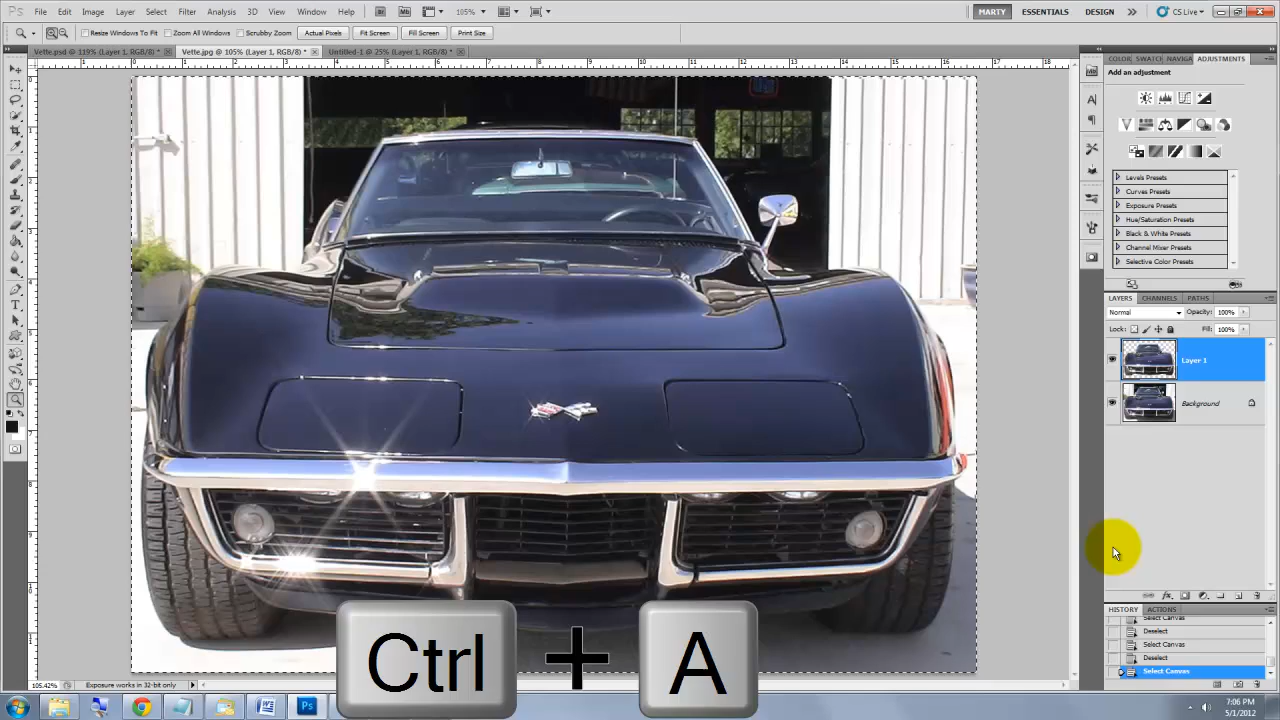 Ps File Edit Image Layer Select Filter Analysis 3D View Window Help Br Mb 105% MARTY ESSENTIALS DESIGN CS Live
Resize Windows To Fit Zoom All Windows Scrubby Zoom Actual Pixels Fit Screen Fill Screen Print Size
Vette.psd @ 119% (Layer 1, RGB/8) * Vette.jpg @ 105% (Layer 1, RGB/8) * Untitled-1 @ 25% (Layer 1, RGB/8) *
COLOR SWATC NAVIGA ADJUSTMENTS
Add an adjustment
Levels Presets
Curves Presets
Exposure Presets
Hue/Saturation Presets
Black & White Presets
Channel Mixer Presets
Selective Color Presets
LAYERS CHANNELS PATHS
Normal Opacity: 100%
Lock: Fill: 100%
Layer 1
Background
HISTORY ACTIONS
Select Canvas
Deselect
Select Canvas
Deselect
Select Canvas
Ctrl + A
105.42% Exposure works in 32-bit only
Ps
7:06 PM
5/1/2012